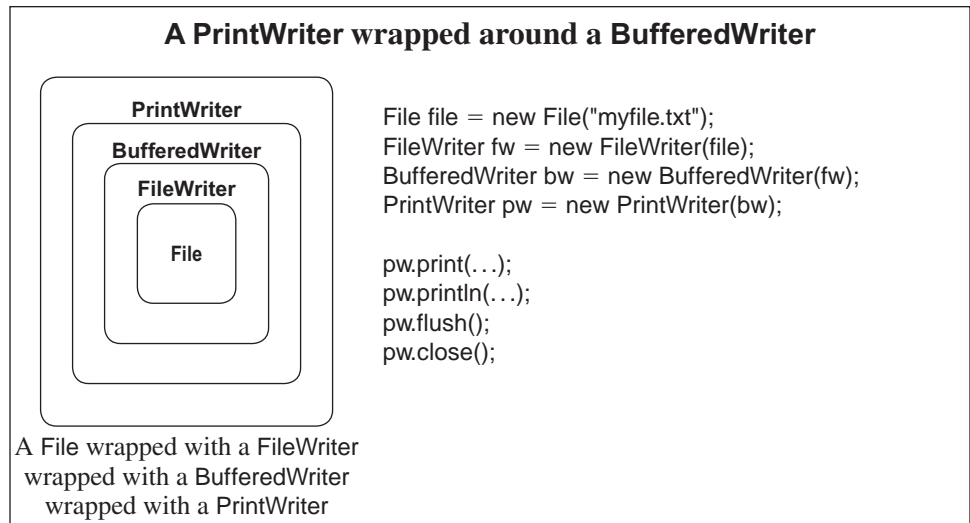 A PrintWriter wrapped around a BufferedWriter
PrintWriter
BufferedWriter
FileWriter
File
A File wrapped with a FileWriter
wrapped with a BufferedWriter
wrapped with a PrintWriter
File file = new File("myfile.txt");
FileWriter fw = new FileWriter(file);
BufferedWriter bw = new BufferedWriter(fw);
PrintWriter pw = new PrintWriter(bw);
pw.print(...);
pw.println(...);
pw.flush();
pw.close();